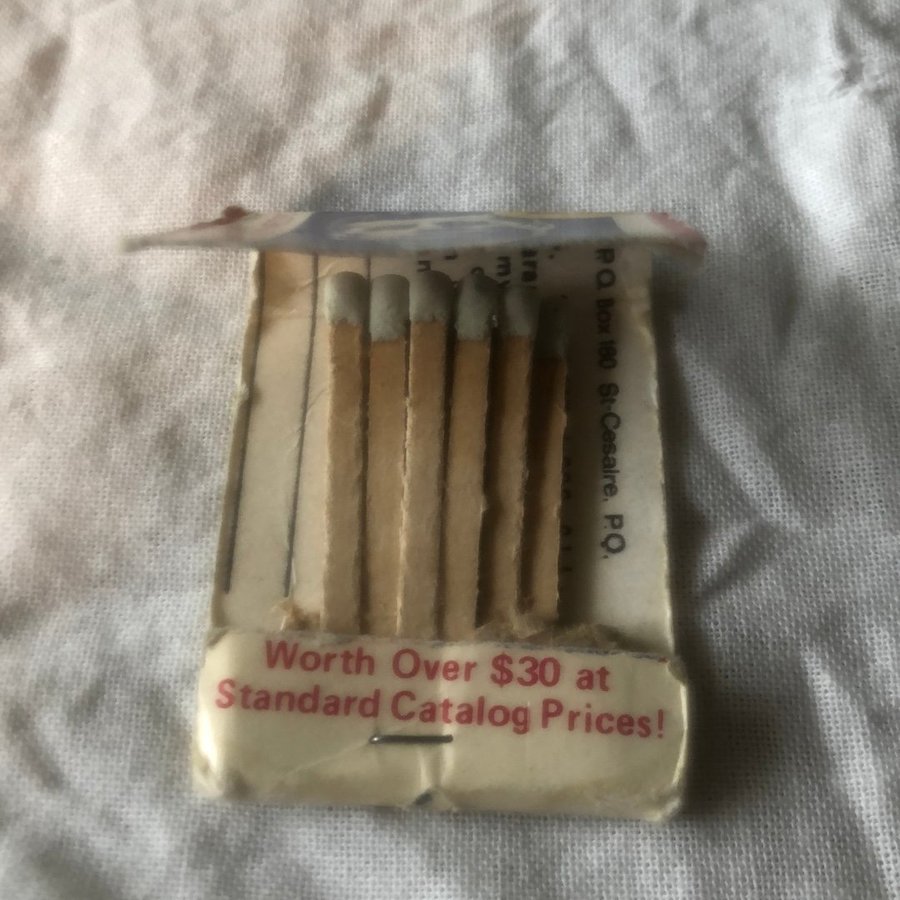 P.O. Box 180 St-Cesaire, P.Q.
Worth Over $30 at
Standard Catalog Prices!